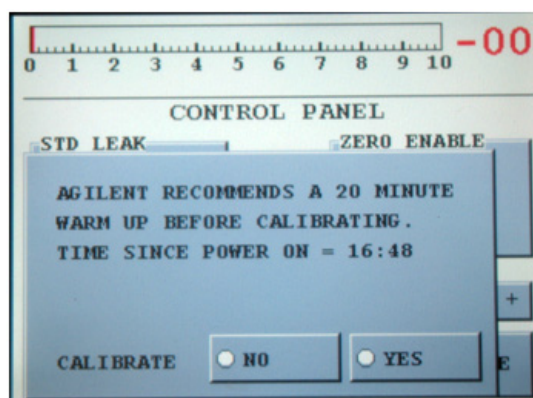 -00
0 1 2 3 4 5 6 7 8 9 10
CONTROL PANEL
STD LEAK ZERO ENABLE
AGILENT RECOMMENDS A 20 MINUTE
WARM UP BEFORE CALIBRATING.
TIME SINCE POWER ON = 16:48
+
CALIBRATE NO YES E